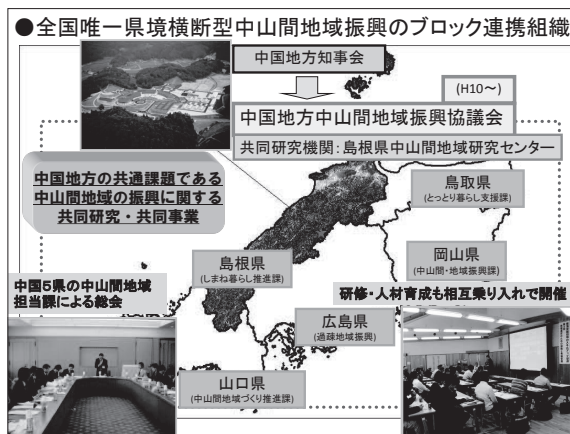 ●全国唯一県境横断型中山間地域振興のブロック連携組織
中国地方知事会
(H10～)
中国地方中山間地域振興協議会
共同研究機関：島根県中山間地域研究センター
中国地方の共通課題である
中山間地域の振興に関する
共同研究・共同事業
鳥取県
(とっとり暮らし支援課)
島根県
(しまね暮らし推進課)
岡山県
(中山間・地域振興課)
中国5県の中山間地域
担当課による総会
研修・人材育成も相互乗り入れで開催
広島県
(過疎地域振興)
山口県
(中山間地域づくり推進課)